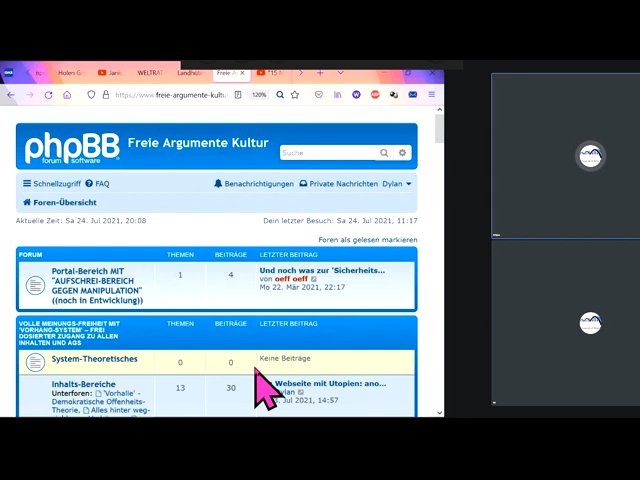 Holen Ge
Janis
WELTRAT
Landhüte
Freie A
"15 M
https://www.freie-argumente-kultu
120%
phpBB
forum software
Freie Argumente Kultur
Suche
Schnellzugriff FAQ
Benachrichtigungen Private Nachrichten Dylan
Foren-Übersicht
Aktuelle Zeit: Sa 24. Jul 2021, 20:08
Dein letzter Besuch: Sa 24. Jul 2021, 11:17
Foren als gelesen markieren
FORUM THEMEN BEITRÄGE LETZTER BEITRAG
Portal-Bereich MIT
"AUFSCHREI-BEREICH
GEGEN MANIPULATION"
((noch in Entwicklung))
1 4
Und noch was zur 'Sicherheits...
von oeff oeff
Mo 22. Mär 2021, 22:17
VOLLE MEINUNGS-FREIHEIT MIT
'VORHANG-SYSTEM' – FREI
DOSIERTER ZUGANG ZU ALLEN
INHALTEN UND AGS
THEMEN BEITRÄGE LETZTER BEITRAG
System-Theoretisches
0 0
Keine Beiträge
Inhalts-Bereiche
Unterforen: 'Vorhalle' -
Demokratische Offenheits-
Theorie, Alles hinter weg-
13 30
Webseite mit Utopien: ano...
Jul 2021, 14:57